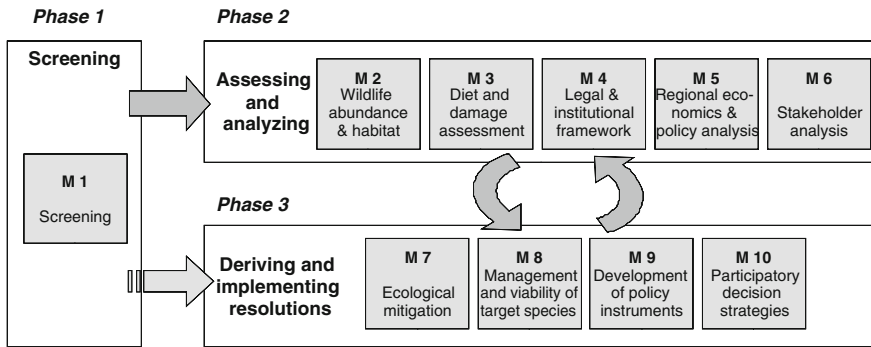 Phase 1
Screening
M 1
Screening
Phase 2
Assessing
and
analyzing
M 2
Wildlife
abundance
& habitat
M 3
Diet and
damage
assessment
M 4
Legal &
institutional
framework
M 5
Regional eco-
nomics &
policy analysis
M 6
Stakeholder
analysis
Phase 3
Deriving and
implementing
resolutions
M 7
Ecological
mitigation
M 8
Management
and viability of
target species
M 9
Development
of policy
instruments
M 10
Participatory
decision
strategies